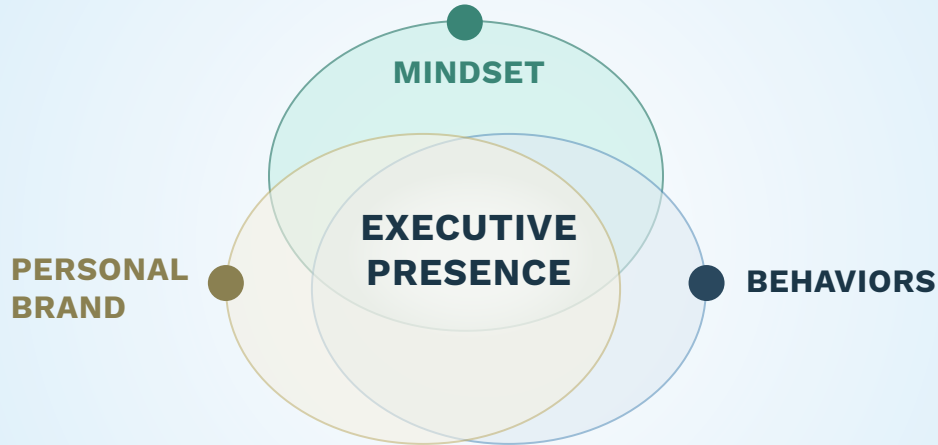 MINDSET
EXECUTIVE
PRESENCE
PERSONAL
BRAND
BEHAVIORS